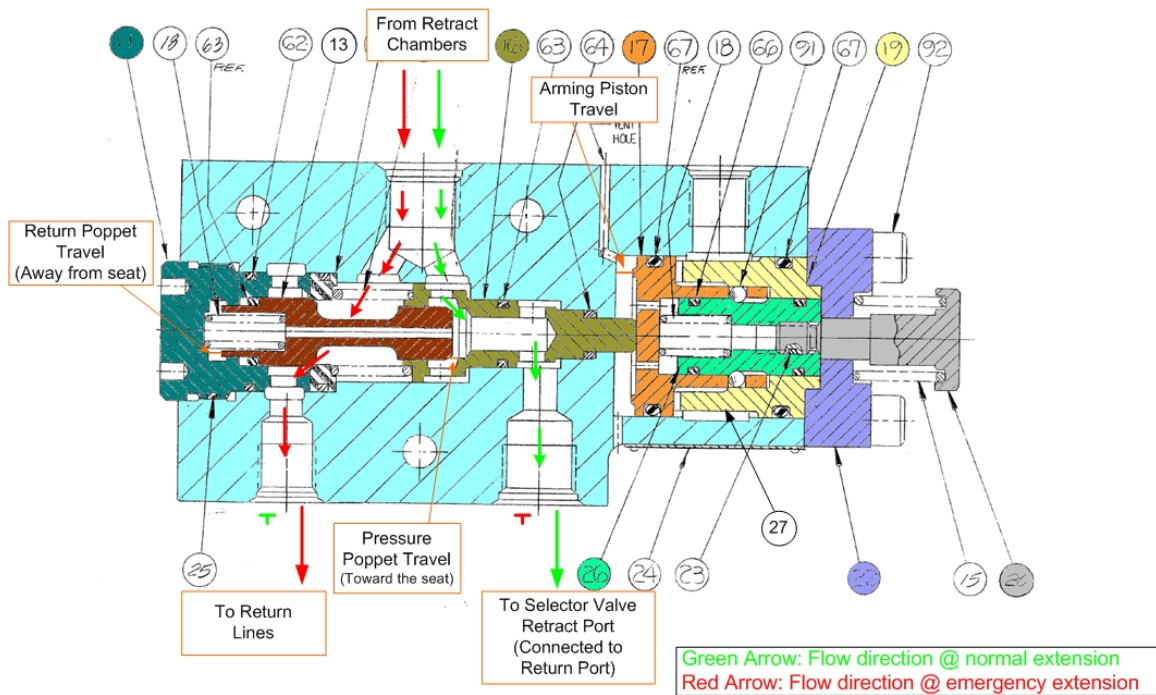 From Retract
Chambers
11
18
63
REF.
62
13
16
63
64
17
67
REF.
18
66
91
67
19
92
Arming Piston
Travel
VENT
HOLE
Return Poppet
Travel
(Away from seat)
25
Pressure
Poppet Travel
(Toward the seat)
26
24
23
27
22
15
To Return
Lines
To Selector Valve
Retract Port
(Connected to
Return Port)
Green Arrow: Flow direction @ normal extension
Red Arrow: Flow direction @ emergency extension